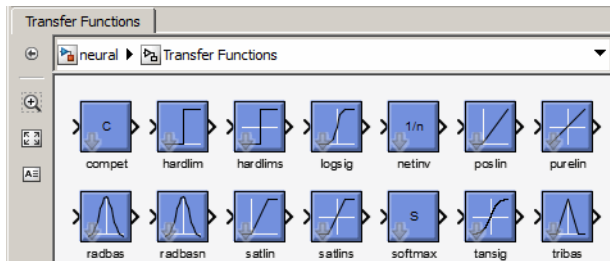 Transfer Functions
neural Transfer Functions
C 1/n
compet hardlim hardlims logsig netinv poslin purelin
S
radbas radbasn satlin satlins softmax tansig tribas